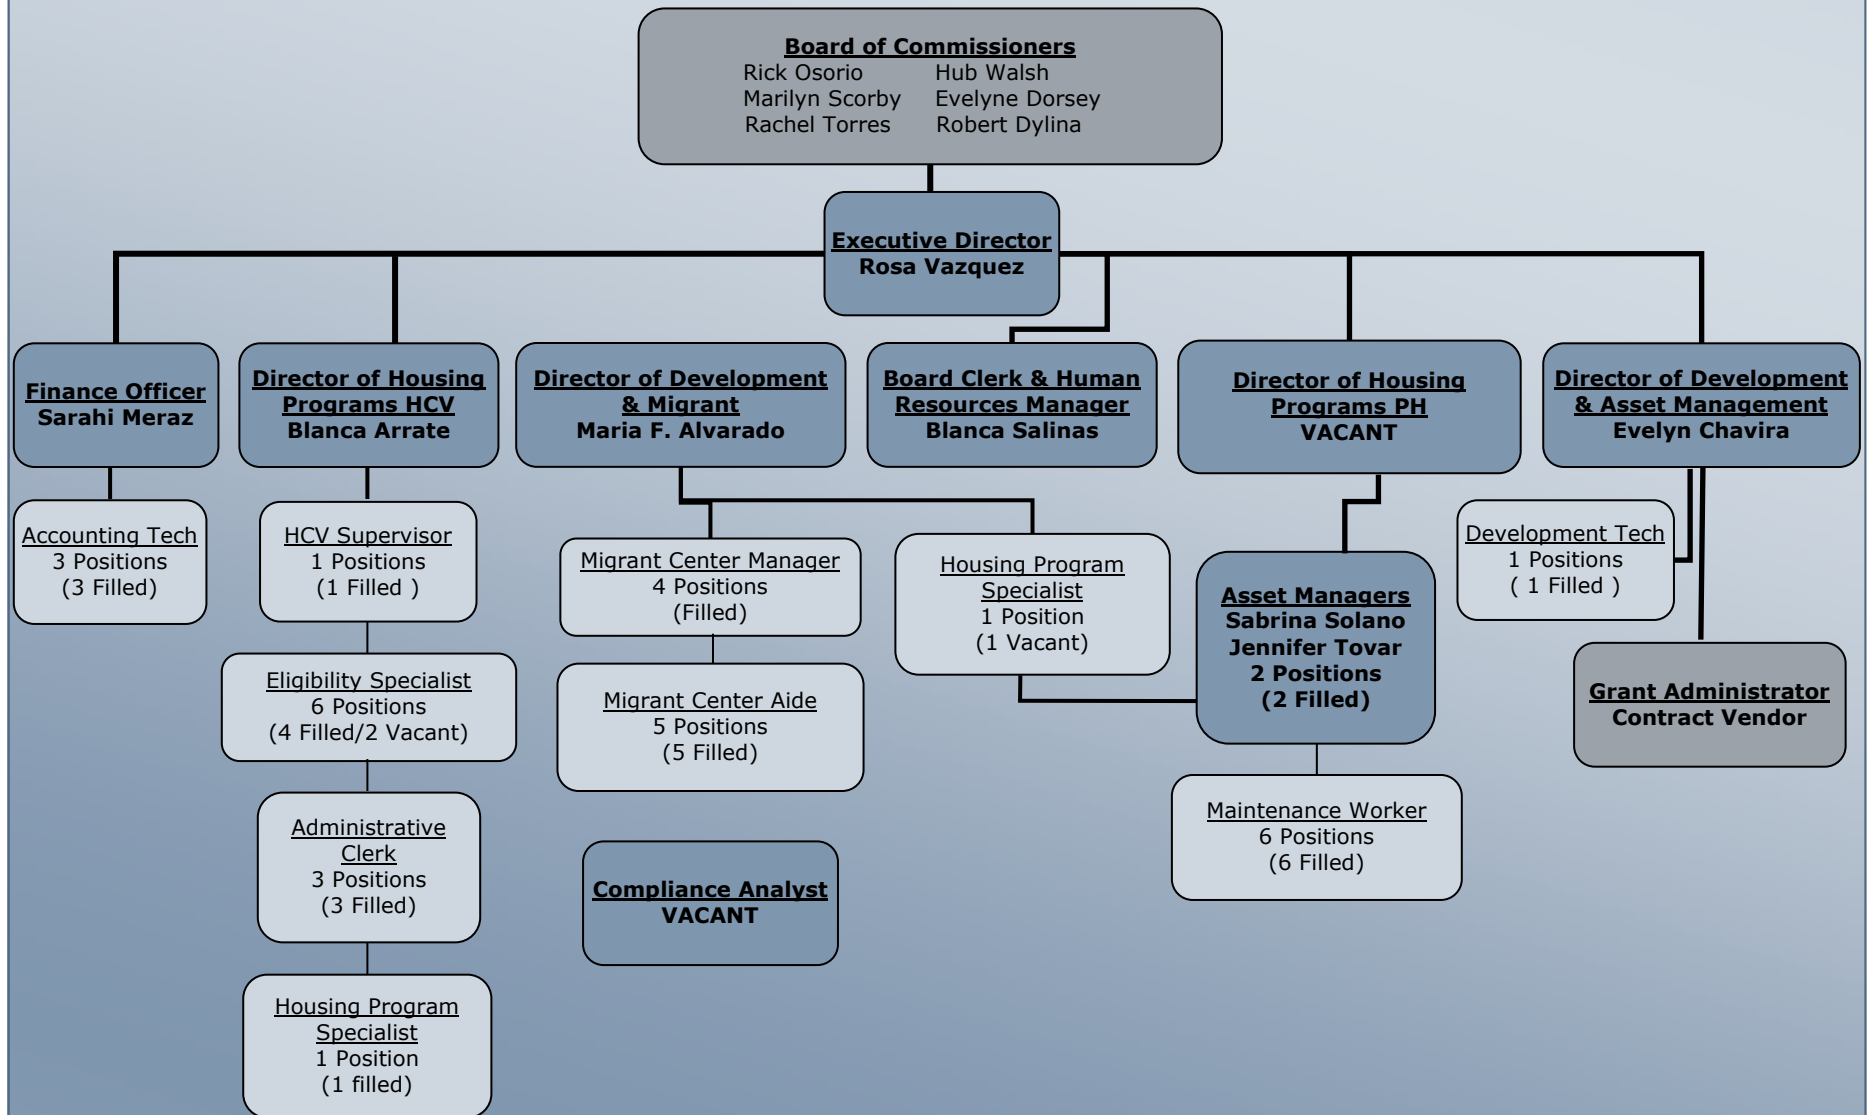 Board of Commissioners
Rick Osorio Hub Walsh
Marilyn Scorby Evelyne Dorsey
Rachel Torres Robert Dylina
Executive Director
Rosa Vazquez
Finance Officer
Sarahi Meraz
Director of Housing
Programs HCV
Blanca Arrate
Director of Development
& Migrant
Maria F. Alvarado
Board Clerk & Human
Resources Manager
Blanca Salinas
Director of Housing
Programs PH
VACANT
Director of Development
& Asset Management
Evelyn Chavira
Accounting Tech
3 Positions
(3 Filled)
HCV Supervisor
1 Positions
(1 Filled )
Eligibility Specialist
6 Positions
(4 Filled/2 Vacant)
Administrative
Clerk
3 Positions
(3 Filled)
Housing Program
Specialist
1 Position
(1 filled)
Migrant Center Manager
4 Positions
(Filled)
Migrant Center Aide
5 Positions
(5 Filled)
Compliance Analyst
VACANT
Housing Program
Specialist
1 Position
(1 Vacant)
Asset Managers
Sabrina Solano
Jennifer Tovar
2 Positions
(2 Filled)
Maintenance Worker
6 Positions
(6 Filled)
Development Tech
1 Positions
( 1 Filled )
Grant Administrator
Contract Vendor